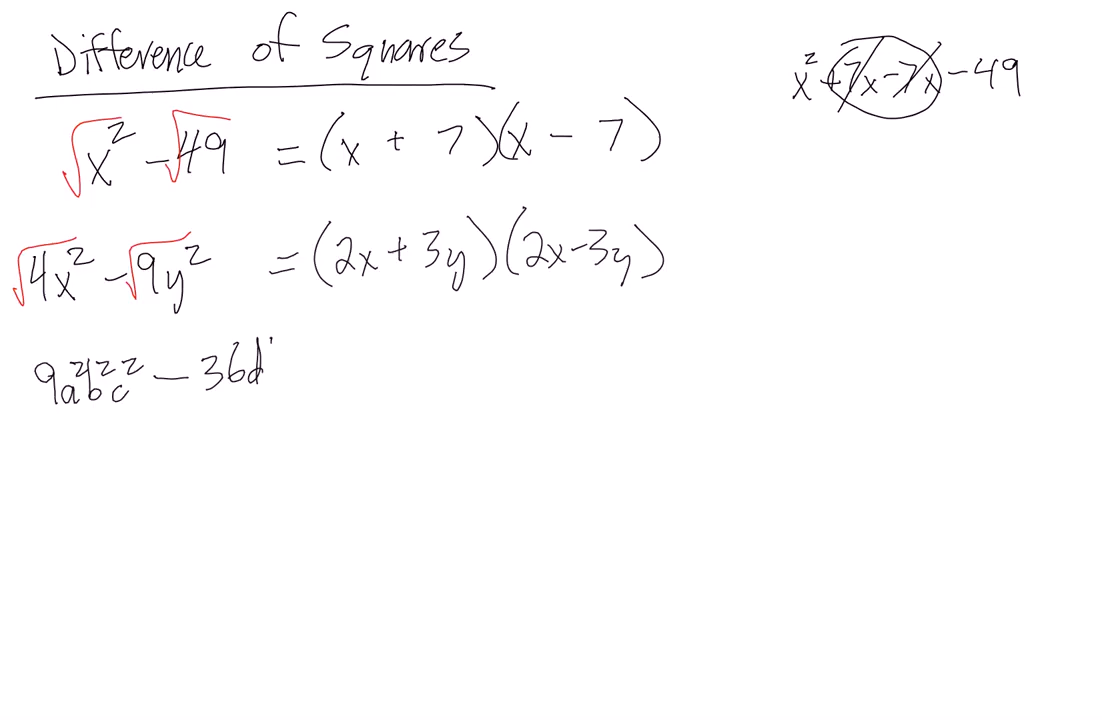 Difference of Squares
x² + 7x - 7x - 49
√x² - √49 = (x + 7)(x - 7)
√4x² - √9y² = (2x + 3y)(2x - 3y)
9a²b²c² - 36d